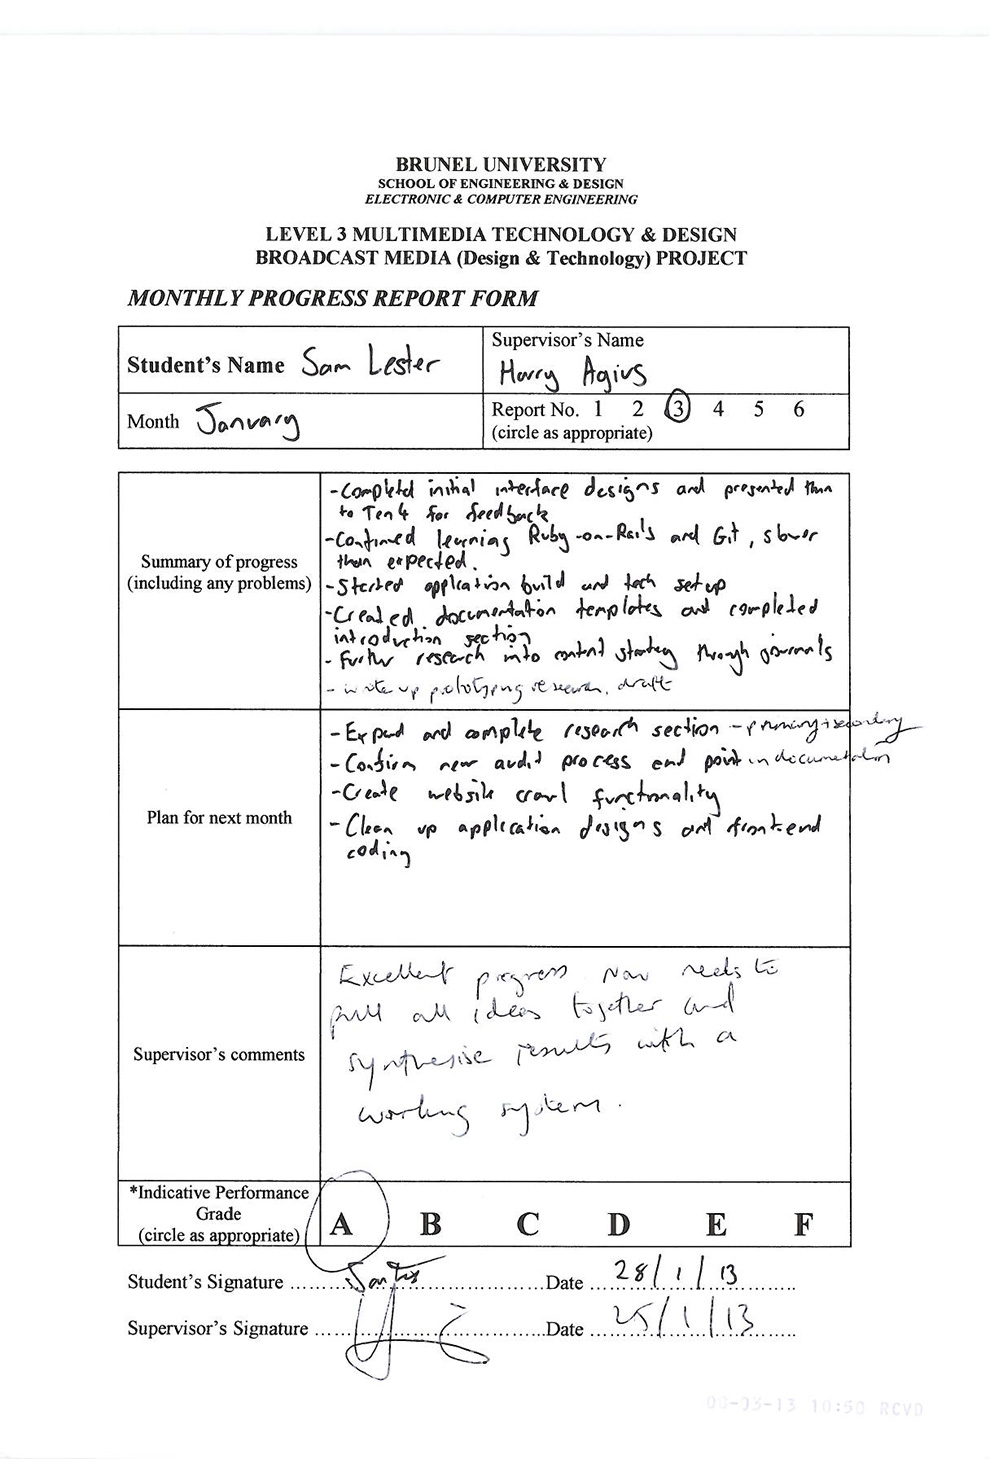 BRUNEL UNIVERSITY
SCHOOL OF ENGINEERING & DESIGN
ELECTRONIC & COMPUTER ENGINEERING
LEVEL 3 MULTIMEDIA TECHNOLOGY & DESIGN
BROADCAST MEDIA (Design & Technology) PROJECT
MONTHLY PROGRESS REPORT FORM
Student's Name Sam Lester
Supervisor's Name
Harry Agius
Month January
Report No. 1 2 3 4 5 6
(circle as appropriate)
Summary of progress
(including any problems)
- Completed initial interface designs and presented them
to Ten4 for feedback
- Continued learning Ruby-on-Rails and Git, slower
than expected.
- Started application build and tech setup
- Created documentation templates and completed
introduction section
- Further research into content strategy through journals
- write up prototyping research, draft
Plan for next month
- Expand and complete research section - primary + secondary
- Confirm new audit process end point in documentation
- Create website crawl functionality
- Clean up application designs and front-end
coding
Supervisor's comments
Excellent progress Now needs to
pull all ideas together and
synthesise results with a
working system.
*Indicative Performance
Grade
(circle as appropriate)
A B C D E F
Student's Signature ........ Date 28/1/13
Supervisor's Signature ........ Date 25/1/13
-03-13 10:50 RCVD